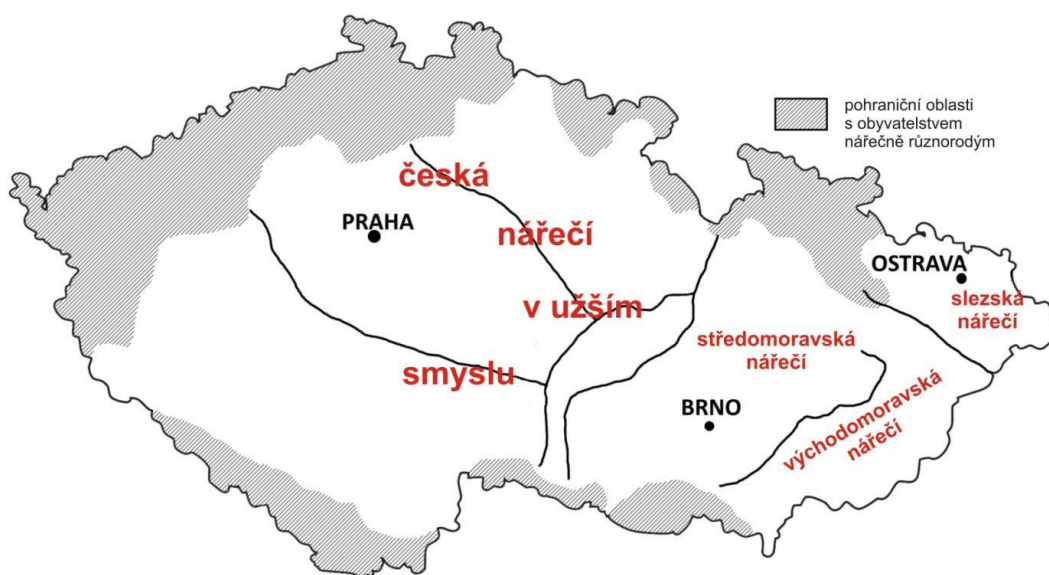 pohraniční oblasti
s obyvatelstvem
nářečně různorodým
česká
PRAHA
nářečí
v užším
smyslu
OSTRAVA
slezská
nářečí
středomoravská
nářečí
BRNO
východomoravská
nářečí